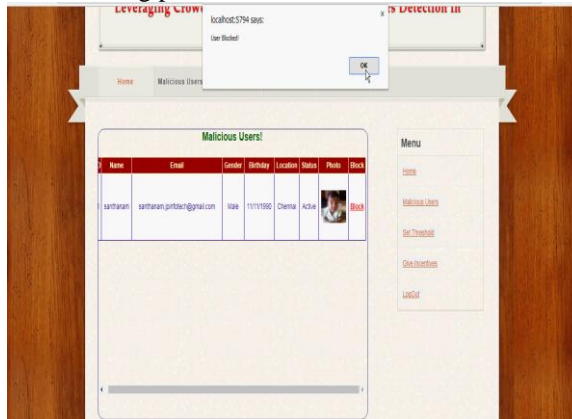 Leveraging Crow
rs Detection in
localhost:5794 says:
x
User Blocked!
OK
Home
Malicious Users
Malicious Users!
Name Email Gender Birthday Location Status Photo Block
santhanam santhanam.jpinfotech@gmail.com Male 11/11/1990 Chennai Active Block
Menu
Home
Malicious Users
Set Threshold
Give Incentives
LogOut